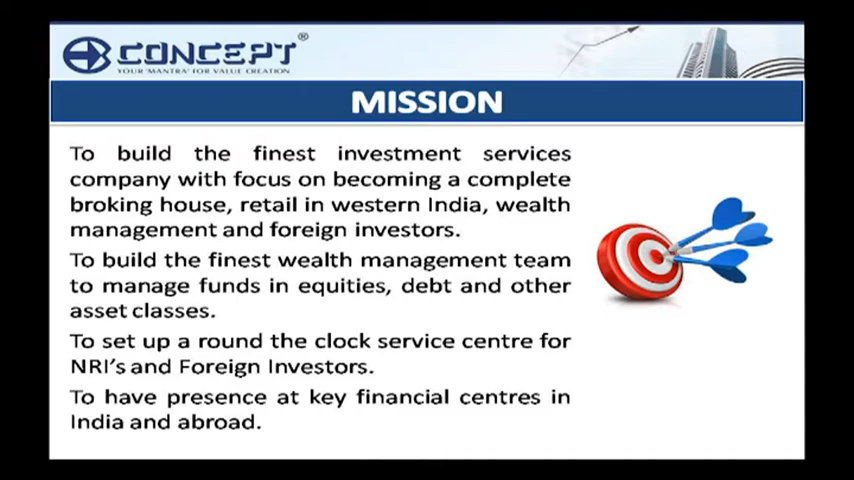 CONCEPT®
YOUR 'MANTRA' FOR VALUE CREATION
MISSION
To build the finest investment services
company with focus on becoming a complete
broking house, retail in western India, wealth
management and foreign investors.
To build the finest wealth management team
to manage funds in equities, debt and other
asset classes.
To set up a round the clock service centre for
NRI's and Foreign Investors.
To have presence at key financial centres in
India and abroad.